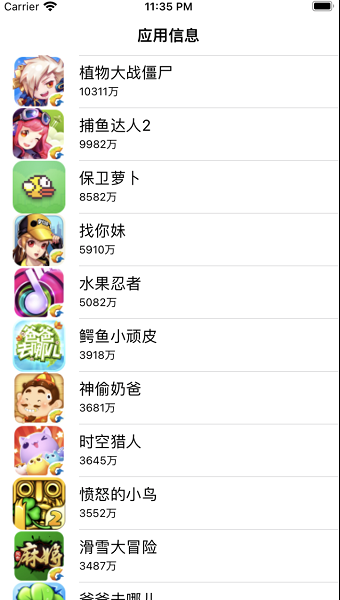 Carrier 11:35 PM
应用信息
植物大战僵尸
10311万
捕鱼达人2
9982万
保卫萝卜
8582万
找你妹
5910万
水果忍者
5082万
鳄鱼小顽皮
3918万
爸爸去哪儿
神偷奶爸
3681万
时空猎人
3645万
愤怒的小鸟
3552万
2
滑雪大冒险
3487万
麻将
爸爸去哪儿